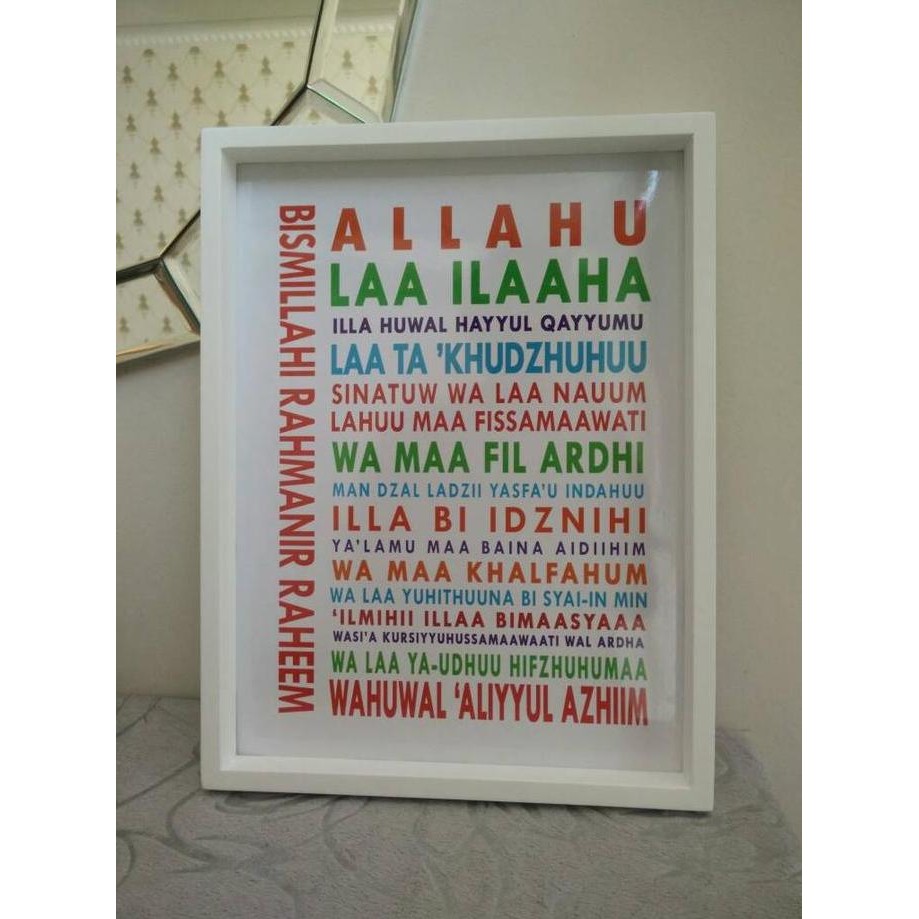 BISMILLAHI RAHMANIR RAHEEM
ALLAHU
LAA ILAAHA
ILLA HUWAL HAYYUL QAYYUMU
LAA TA 'KHUDZHUHUU
SINATUW WA LAA NAUUM
LAHUU MAA FISSAMAAWATI
WA MAA FIL ARDHI
MAN DZAL LADZII YASFA'U INDAHUU
ILLA BI IDZNIHI
YA'LAMU MAA BAINA AIDIIHIM
WA MAA KHALFAHUM
WA LAA YUHITHUUNA BI SYAI-IN MIN
'ILMIHII ILLAA BIMAASYAAA
WASI'A KURSIYYUHUSSAMAAWAATI WAL ARDHA
WA LAA YA-UDHUU HIFZHUHUMAA
WAHUWAL 'ALIYYUL AZHIIM